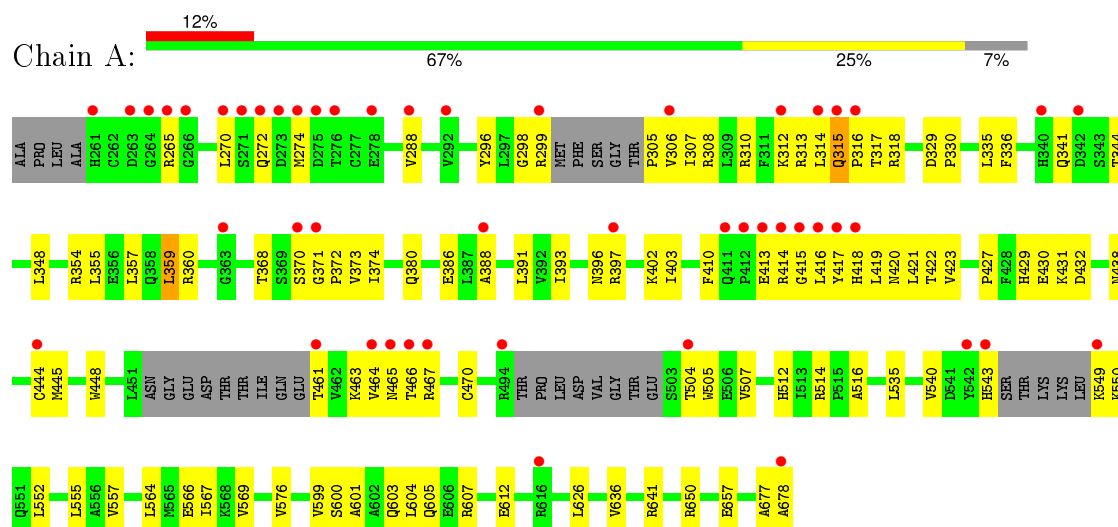 12%
Chain A:
67% 25% 7%
ALA PRO LEU ALA H261 C262 D263 G264 R265 G266 L270 S271 Q272 D273 M274 D275 T276 C277 E278 V288 V292 Y296 L297 G298 R299 MET PHE SER GLY THR P305 V306 I307 R308 L309 R310 F311 K312 R313 L314 Q315 P316 T317 R318 D329 P330 L335 F336 H340 Q341 D342 S343 T344
L348 R354 L355 E356 L357 Q358 L359 R360 G363 T368 S369 S370 G371 P372 V373 I374 Q380 E386 L387 A388 L391 V392 I393 N396 R397 K402 I403 F410 Q411 P412 E413 R414 G415 L416 Y417 H418 L419 N420 L421 T422 V423 P427 F428 H429 E430 K431 D432 N438
C444 M445 W448 L451 ASN GLY GLU ASP THR THR ILE GLN GLU T461 V462 K463 V464 N465 T466 R467 C470 R494 THR PRO LEU ASP VAL GLY THR GLU S503 T504 W505 E506 V507 H512 I513 R514 P515 A516 L535 V540 D541 Y542 H543 SER THR LYS LYS LEU K549 K550
Q551 L552 L555 A556 V557 L564 M565 E566 I567 K568 V569 V576 V599 S600 A601 A602 Q603 L604 Q605 E606 R607 E612 R616 L626 V636 R641 R650 E657 A677 A678